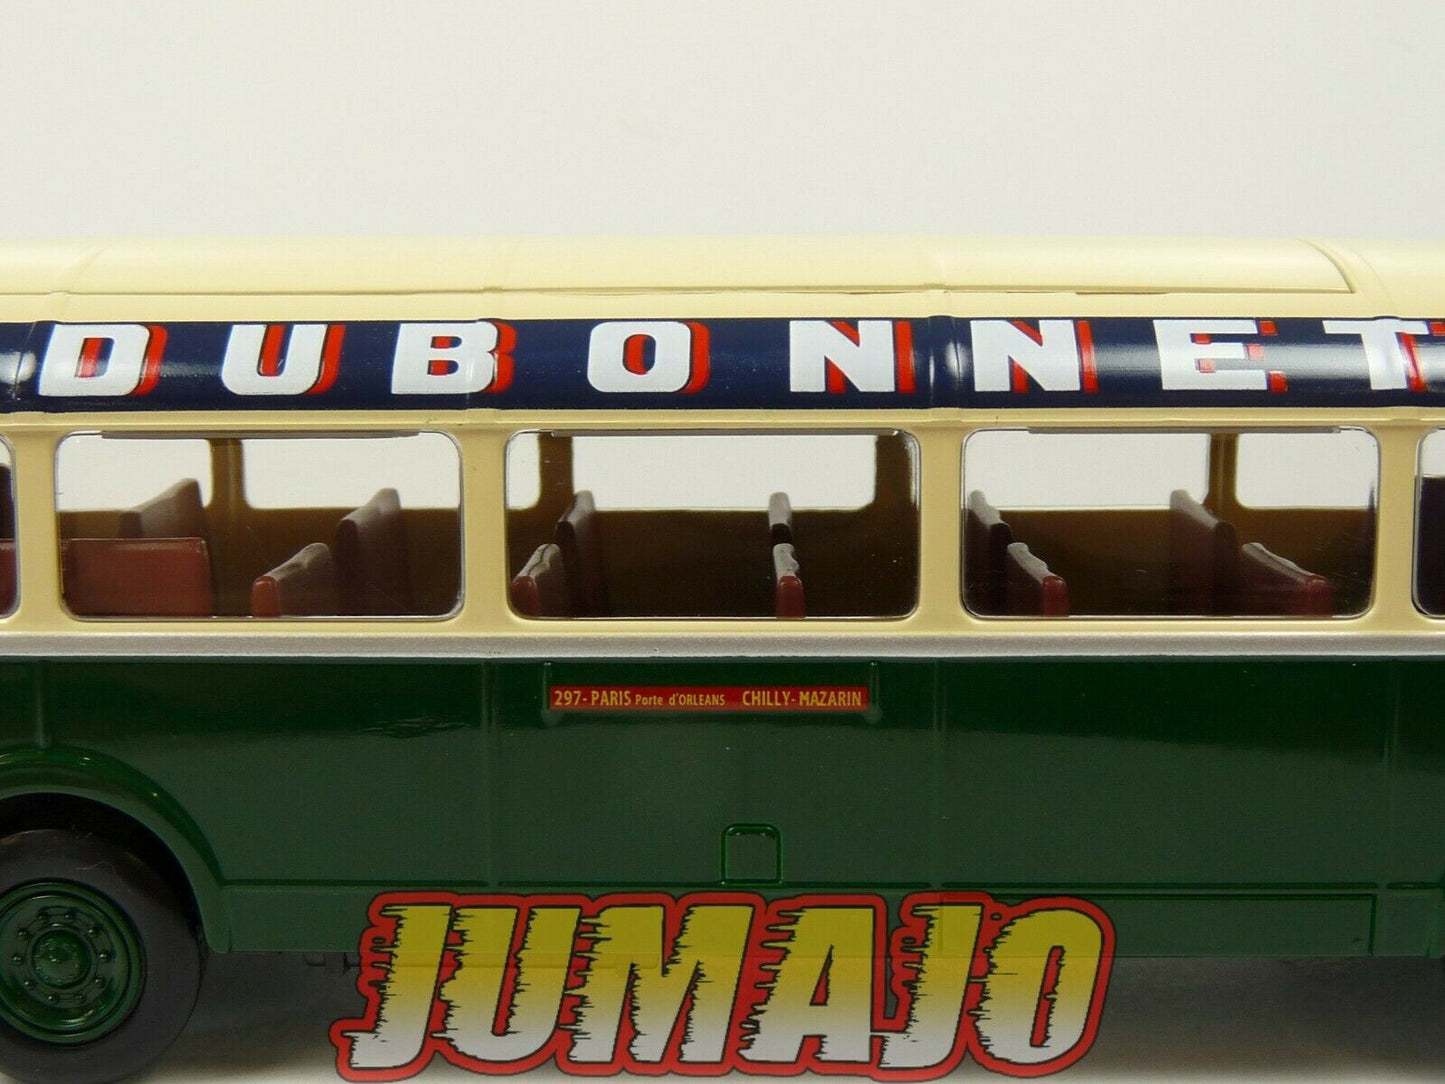 DUBONNET
297- PARIS Porte d'ORLEANS CHILLY-MAZARIN
JUMAJO